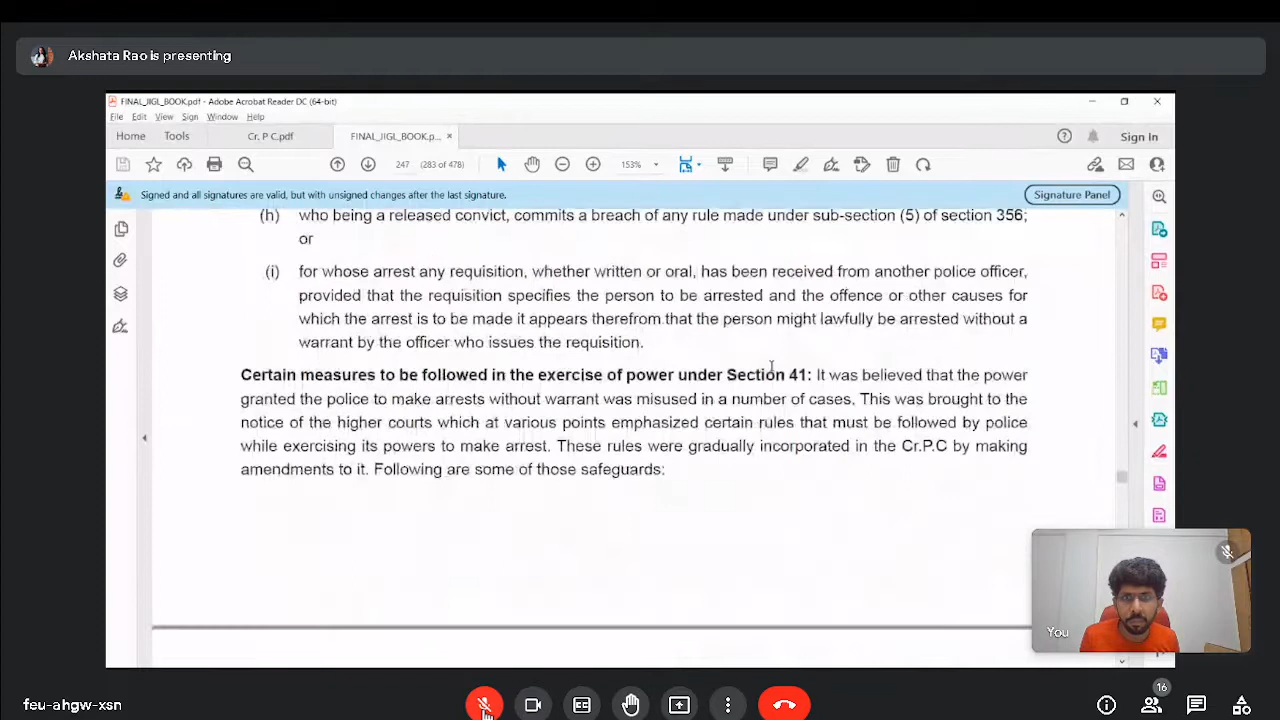 Akshata Rao is presenting
FINAL_JIGL_BOOK.pdf - Adobe Acrobat Reader DC (64-bit)
File Edit View Sign Window Help
Home Tools Cr. P C.pdf FINAL_JIGL_BOOK.p... × Sign In
247 (283 of 478) 153%
Signed and all signatures are valid, but with unsigned changes after the last signature. Signature Panel
(h) who being a released convict, commits a breach of any rule made under sub-section (5) of section 356;
or
(i) for whose arrest any requisition, whether written or oral, has been received from another police officer,
provided that the requisition specifies the person to be arrested and the offence or other causes for
which the arrest is to be made it appears therefrom that the person might lawfully be arrested without a
warrant by the officer who issues the requisition.
Certain measures to be followed in the exercise of power under Section 41: It was believed that the power
granted the police to make arrests without warrant was misused in a number of cases. This was brought to the
notice of the higher courts which at various points emphasized certain rules that must be followed by police
while exercising its powers to make arrest. These rules were gradually incorporated in the Cr.P.C by making
amendments to it. Following are some of those safeguards:
You
feu-ahgw-xsn
16